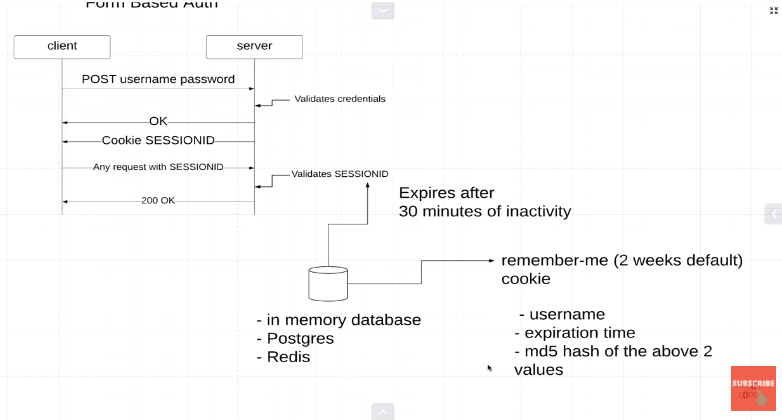 Form Based Auth
client
server
POST username password
Validates credentials
OK
Cookie SESSIONID
Any request with SESSIONID
Validates SESSIONID
200 OK
Expires after
30 minutes of inactivity
remember-me (2 weeks default)
cookie
- in memory database
- Postgres
- Redis
- username
- expiration time
- md5 hash of the above 2
values
SUBSCRIBE